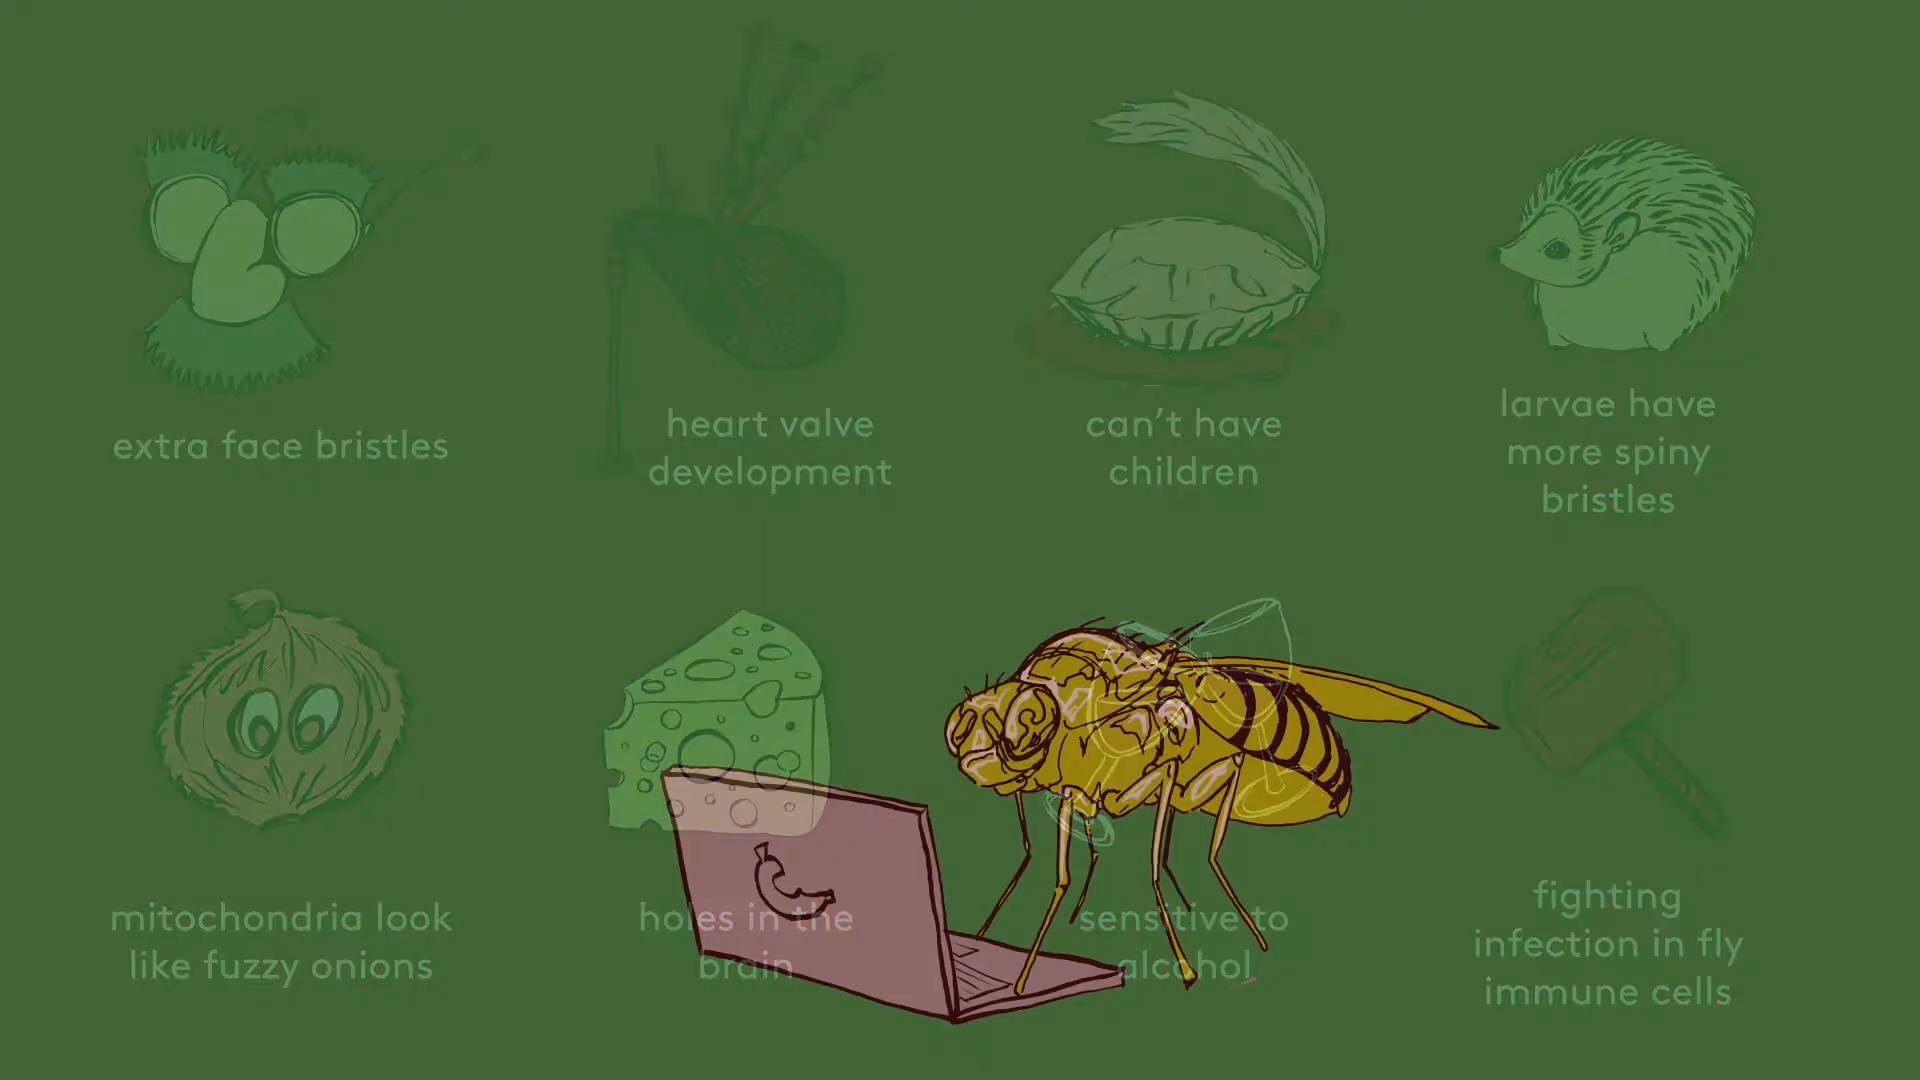 extra face bristles
heart valve
development
can't have
children
larvae have
more spiny
bristles
mitochondria look
like fuzzy onions
holes in the
brain
sensitive to
alcohol
fighting
infection in fly
immune cells